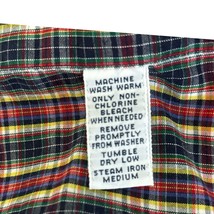 MACHINE
WASH WARM
ONLY NON-
CHLORINE
BLEACH
WHEN NEEDED
REMOVE
PROMPTLY
FROM WASHER
TUMBLE
DRY LOW
STEAM IRON
MEDIUM